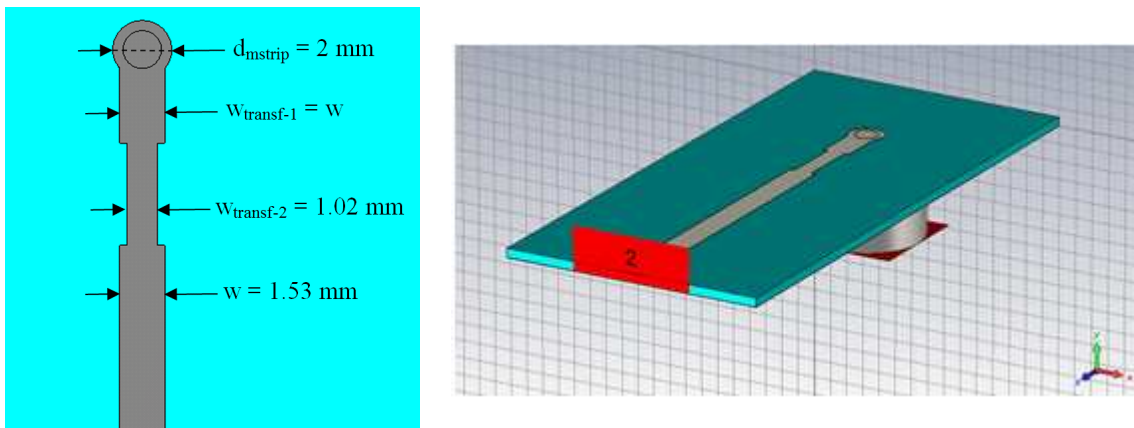 dmstrip = 2 mm
wtransf-1 = w
wtransf-2 = 1.02 mm
w = 1.53 mm
2